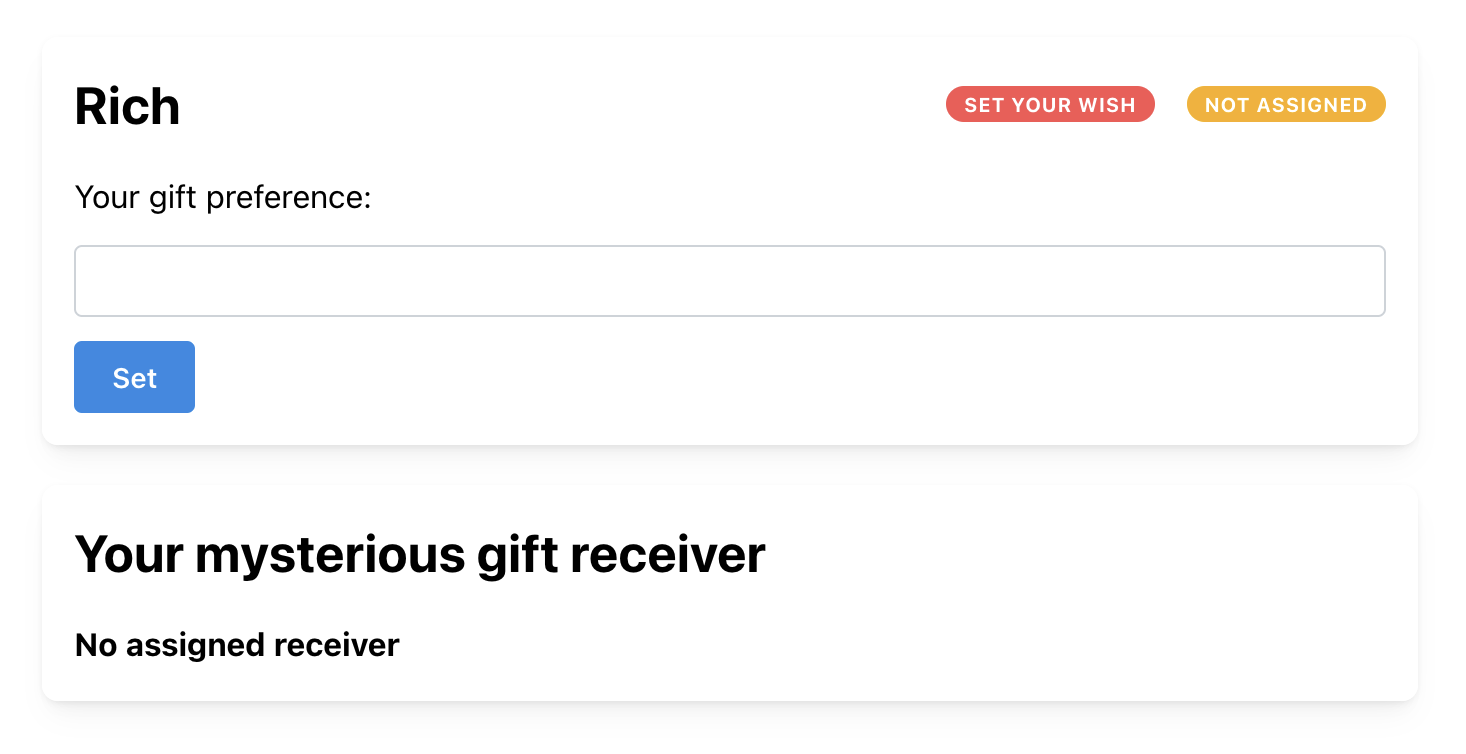 Rich
SET YOUR WISH
NOT ASSIGNED
Your gift preference:
Set
Your mysterious gift receiver
No assigned receiver